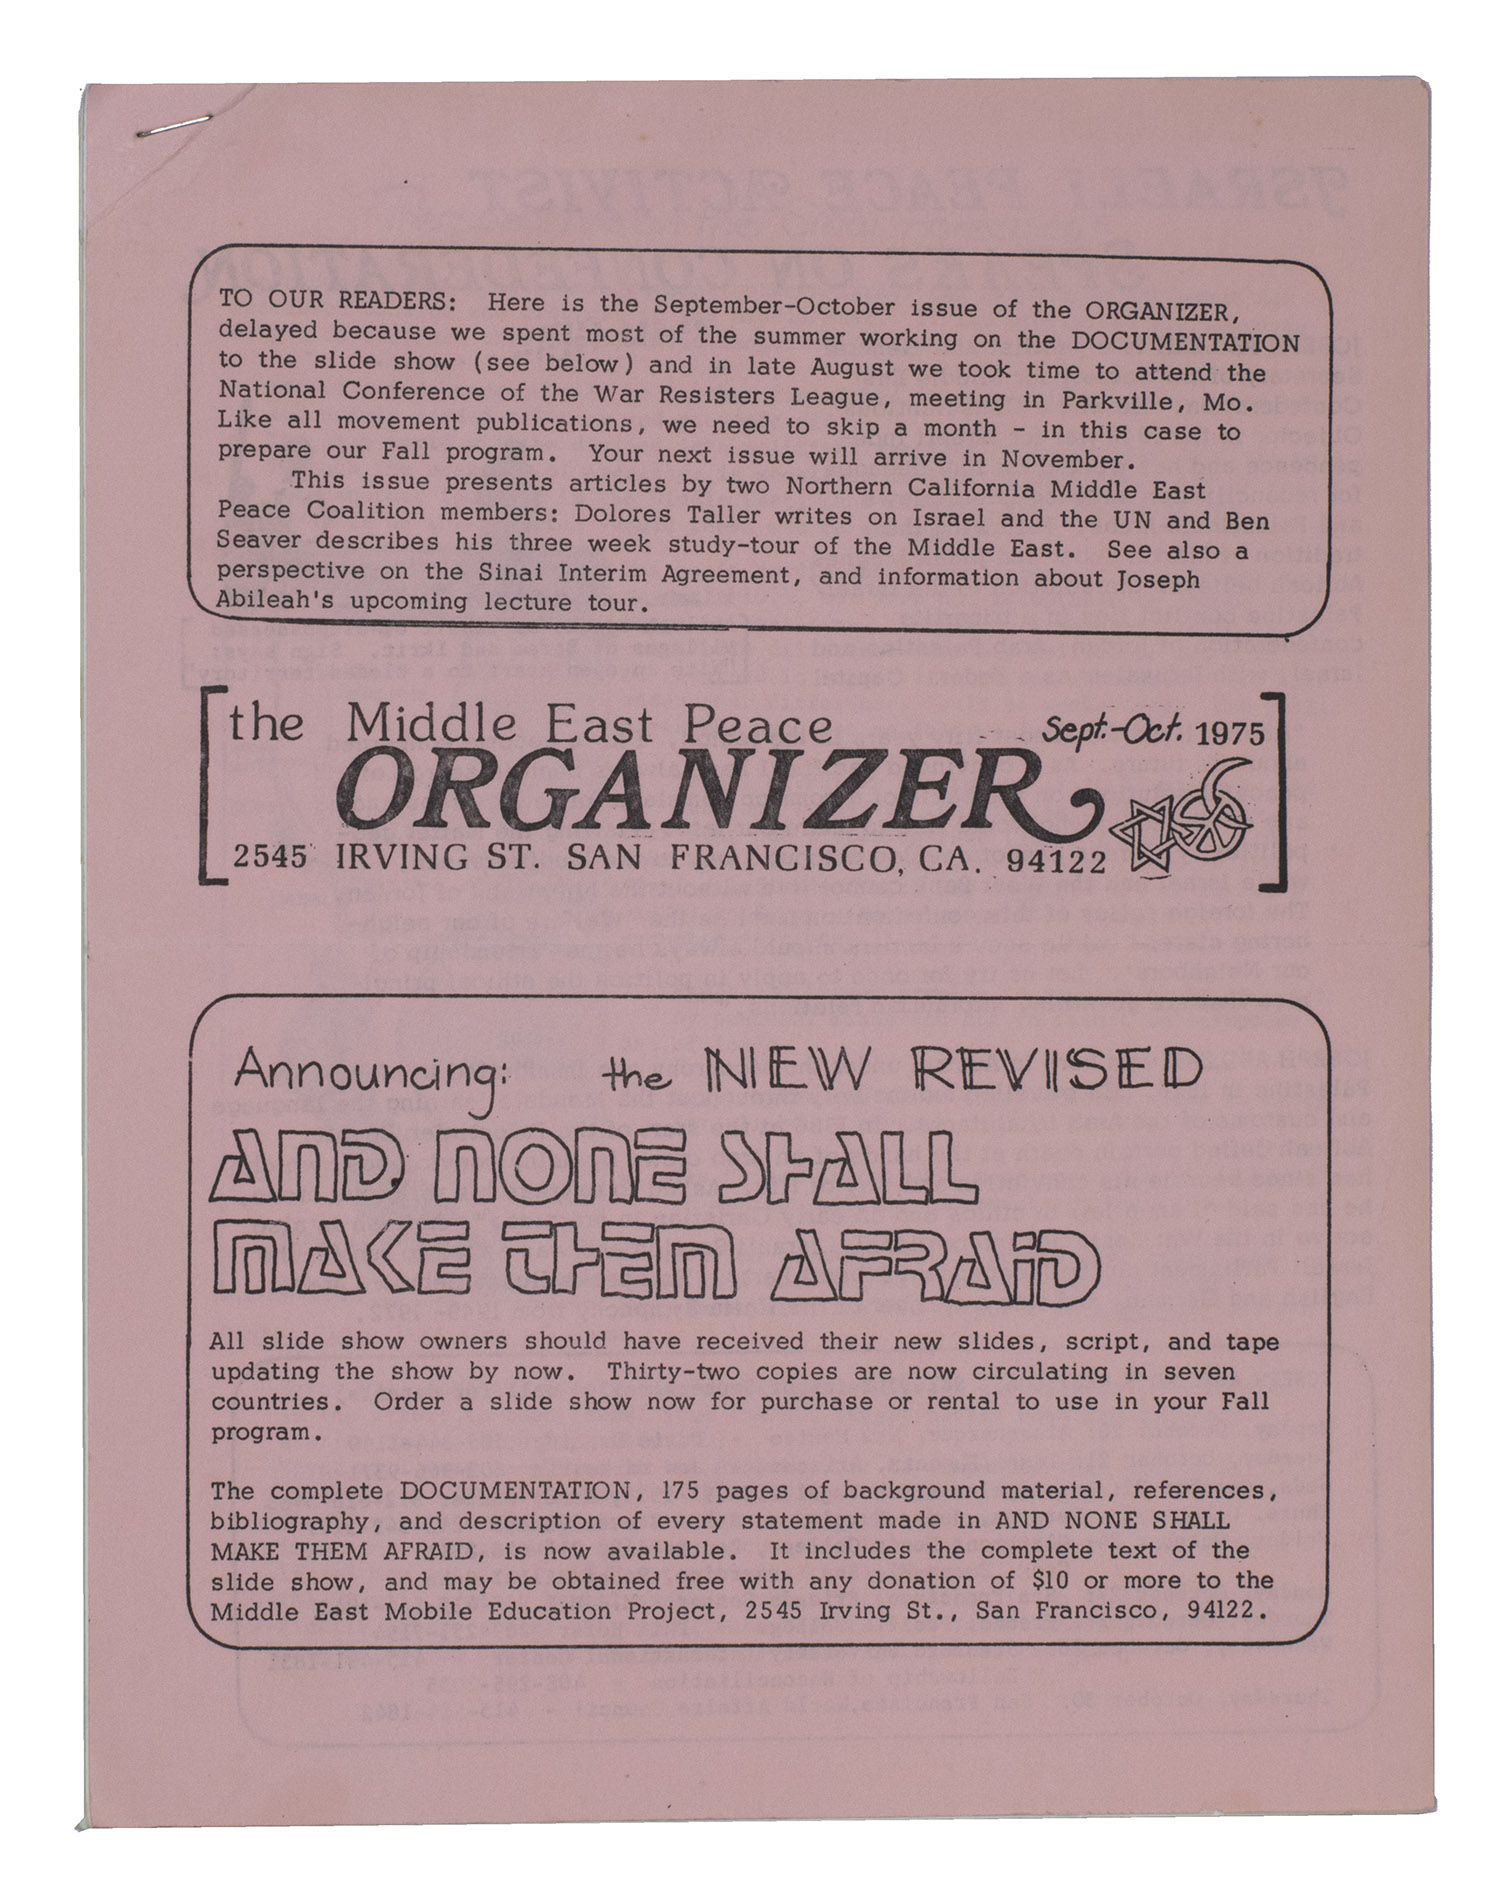 TO OUR READERS:  Here is the September-October issue of the ORGANIZER,
delayed because we spent most of the summer working on the DOCUMENTATION
to the slide show (see below) and in late August we took time to attend the
National Conference of the War Resisters League, meeting in Parkville, Mo.
Like all movement publications, we need to skip a month - in this case to
prepare our Fall program.  Your next issue will arrive in November.
This issue presents articles by two Northern California Middle East
Peace Coalition members: Dolores Taller writes on Israel and the UN and Ben
Seaver describes his three week study-tour of the Middle East.  See also a
perspective on the Sinai Interim Agreement, and information about Joseph
Abileah's upcoming lecture tour.
the Middle East Peace Sept.-Oct. 1975
ORGANIZER
2545 IRVING ST. SAN FRANCISCO, CA. 94122
Announcing: the NEW REVISED
AND NONE SHALL
MAKE THEM AFRAID
All slide show owners should have received their new slides, script, and tape
updating the show by now.  Thirty-two copies are now circulating in seven
countries.  Order a slide show now for purchase or rental to use in your Fall
program.
The complete DOCUMENTATION, 175 pages of background material, references,
bibliography, and description of every statement made in AND NONE SHALL
MAKE THEM AFRAID, is now available.  It includes the complete text of the
slide show, and may be obtained free with any donation of $10 or more to the
Middle East Mobile Education Project, 2545 Irving St., San Francisco, 94122.